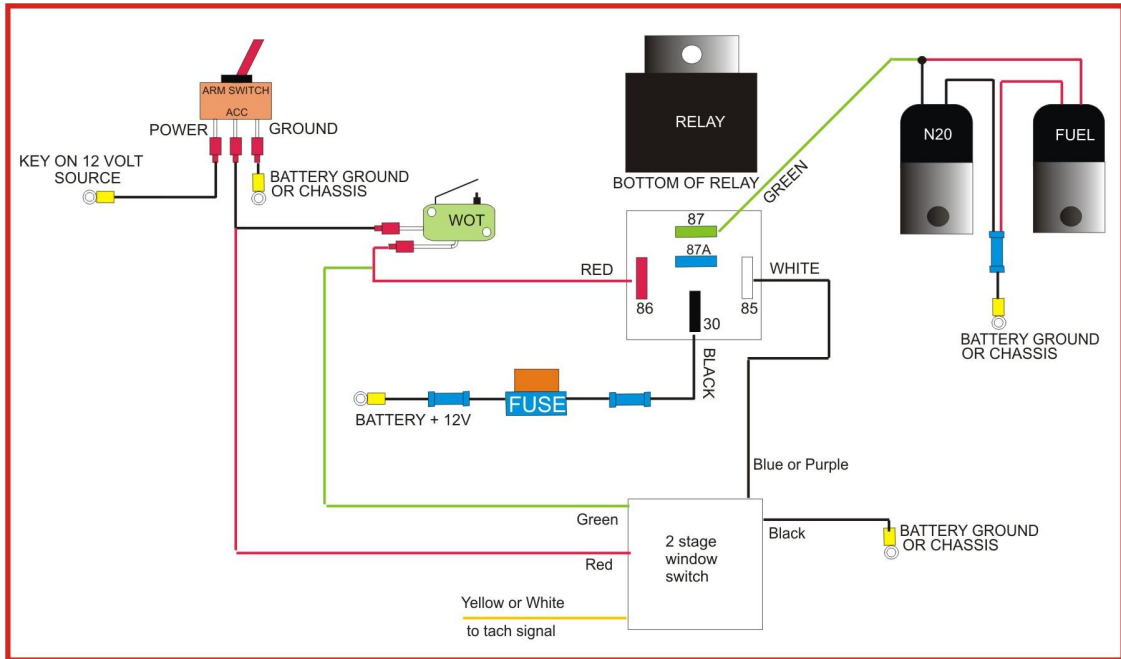 ARM SWITCH
ACC
POWER
GROUND
KEY ON 12 VOLT
SOURCE
BATTERY GROUND
OR CHASSIS
WOT
RELAY
BOTTOM OF RELAY
GREEN
N20
FUEL
87
87A
RED
WHITE
86
30
85
BLACK
BATTERY GROUND
OR CHASSIS
FUSE
BATTERY + 12V
Blue or Purple
Green
Black
BATTERY GROUND
OR CHASSIS
2 stage
window
switch
Red
Yellow or White
to tach signal